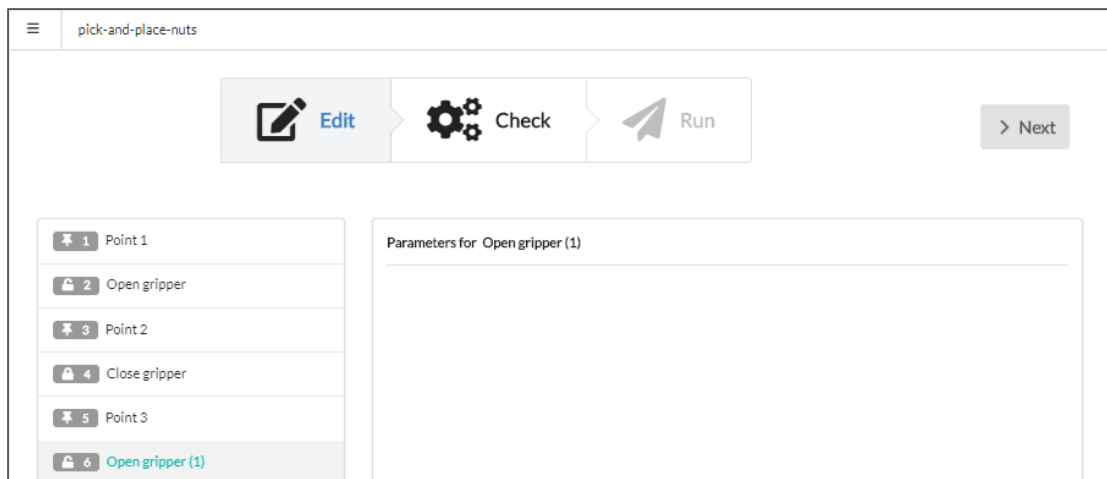 pick-and-place-nuts
Edit
Check
Run
Next
1 Point 1
2 Open gripper
3 Point 2
4 Close gripper
5 Point 3
6 Open gripper (1)
Parameters for Open gripper (1)